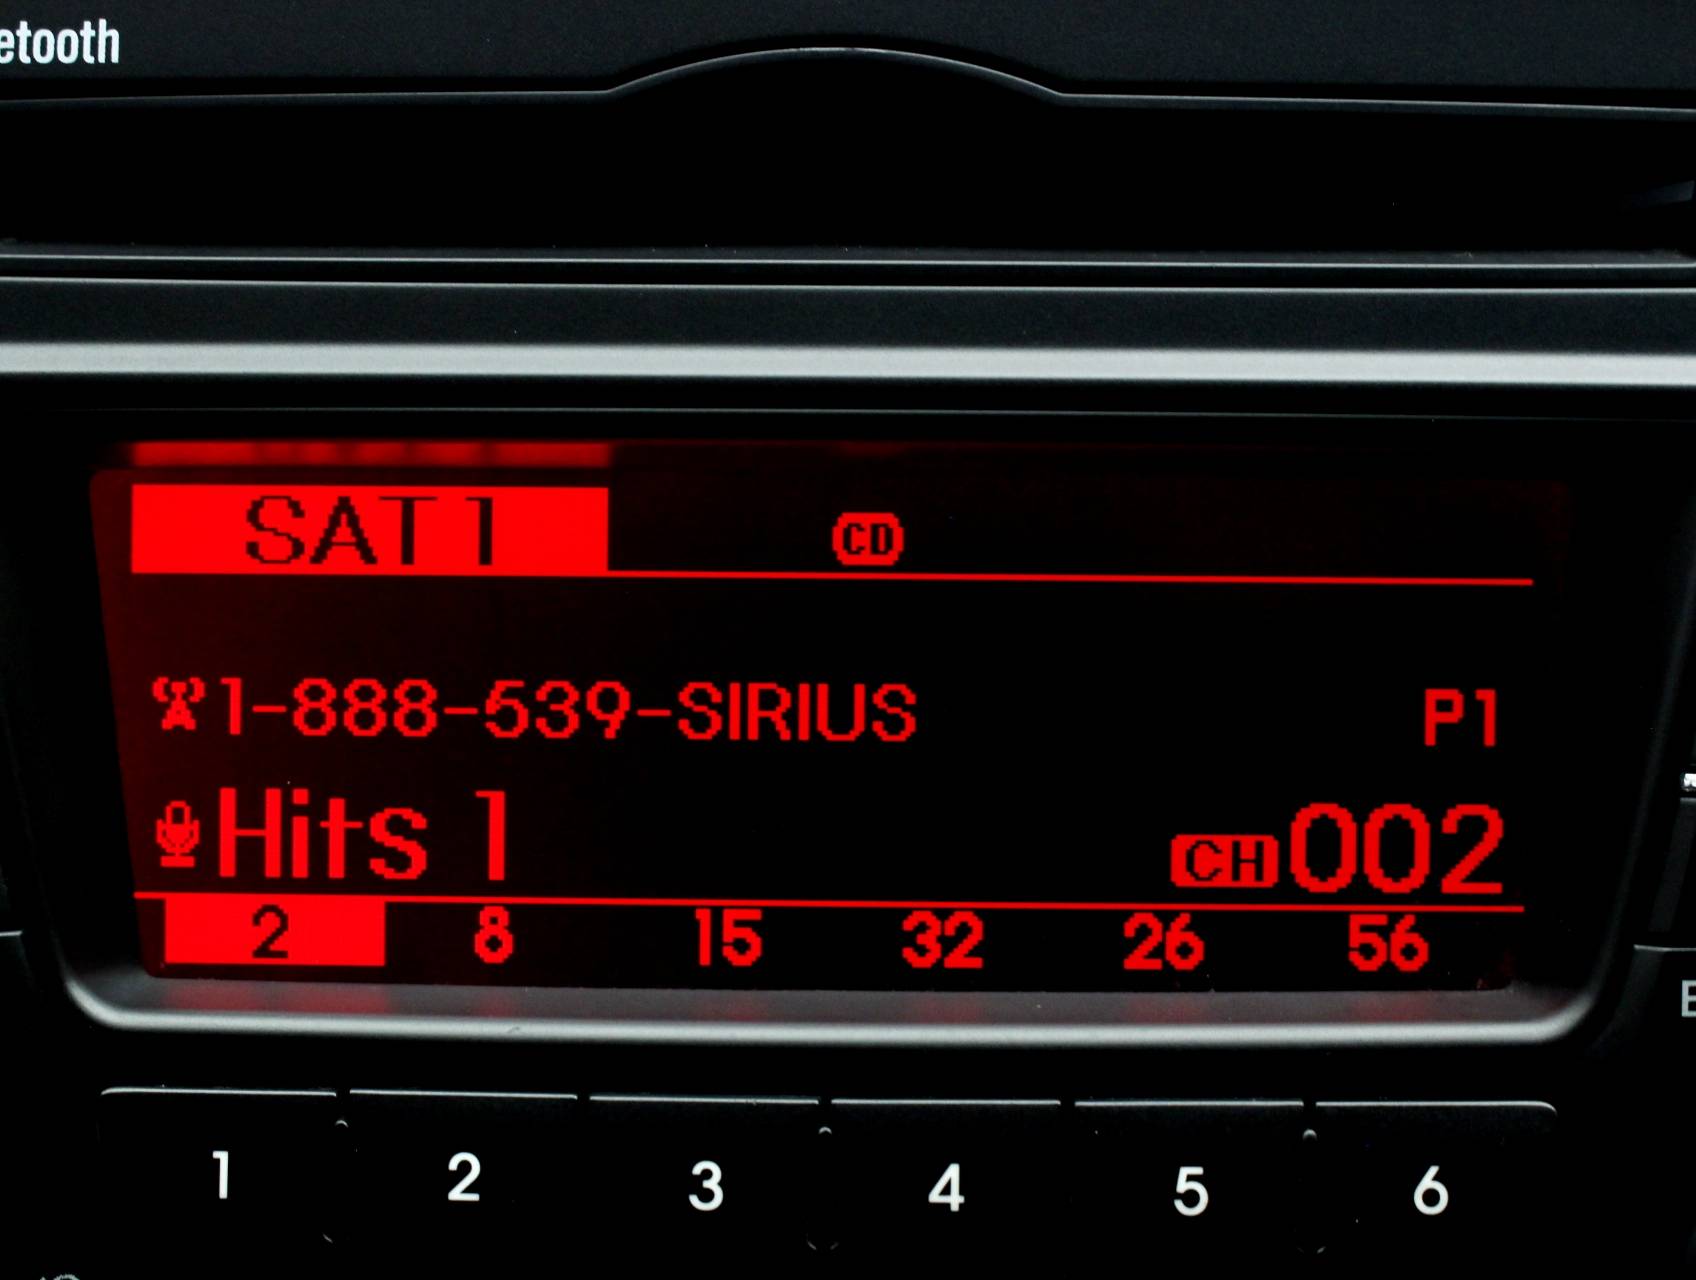 etooth
SAT 1 CD
1-888-539-SIRIUS P1
Hits 1 CH 002
2 8 15 32 26 56
E
1 2 3 4 5 6